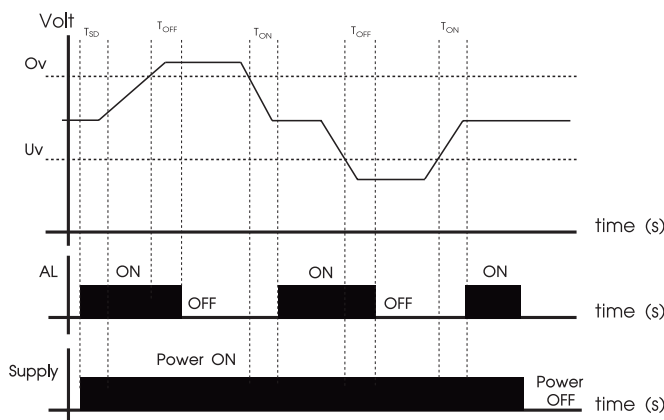 Volt
TSD TOFF TON TOFF TON
Ov
Uv
time (s)
AL ON ON ON
OFF OFF
time (s)
Supply Power ON
Power
OFF
time (s)